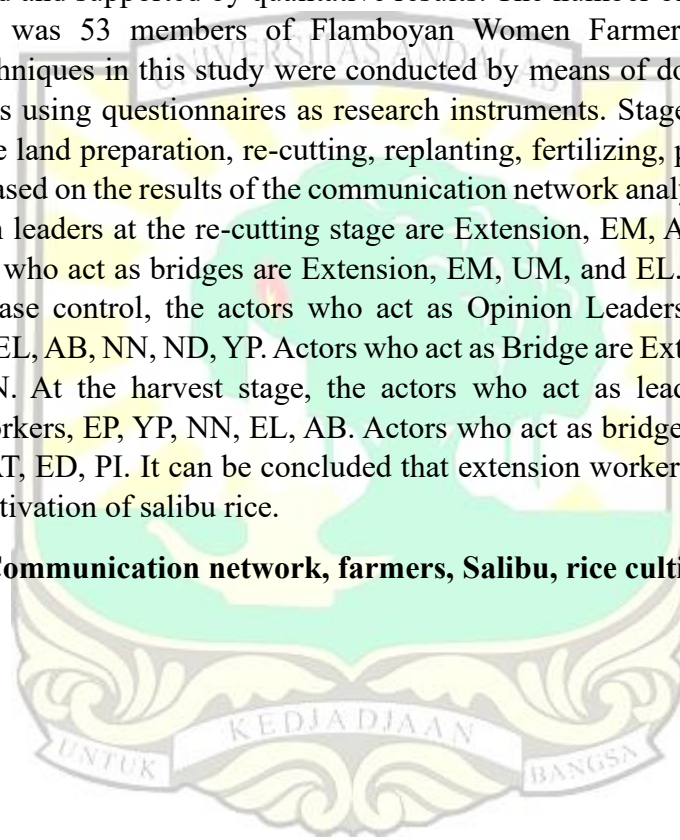 d and supported by qualitative results. The number
was 53 members of Flamboyan Women Farmer
UNIVERSITAS ANDALAS
hniques in this study were conducted by means of do
s using questionnaires as research instruments. Stage
e land preparation, re-cutting, replanting, fertilizing, p
ased on the results of the communication network analy
n leaders at the re-cutting stage are Extension, EM, A
who act as bridges are Extension, EM, UM, and EL.
ase control, the actors who act as Opinion Leaders
EL, AB, NN, ND, YP. Actors who act as Bridge are Ext
N. At the harvest stage, the actors who act as lead
rkers, EP, YP, NN, EL, AB. Actors who act as bridge
AT, ED, PI. It can be concluded that extension worker
tivation of salibu rice.
Communication network, farmers, Salibu, rice culti
UNTUK KEDJADJAAN BANGSA